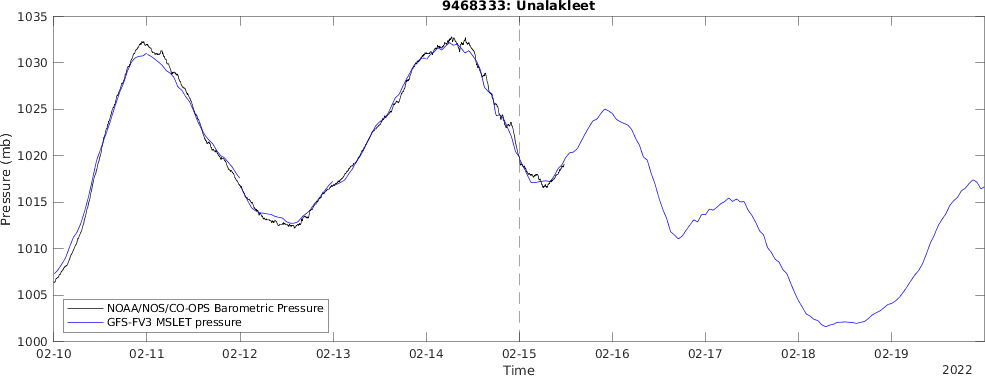 9468333: Unalakleet
Pressure (mb)
1035
1030
1025
1020
1015
1010
1005
1000
NOAA/NOS/CO-OPS Barometric Pressure
GFS-FV3 MSLET pressure
02-10 02-11 02-12 02-13 02-14 02-15 02-16 02-17 02-18 02-19
Time
2022